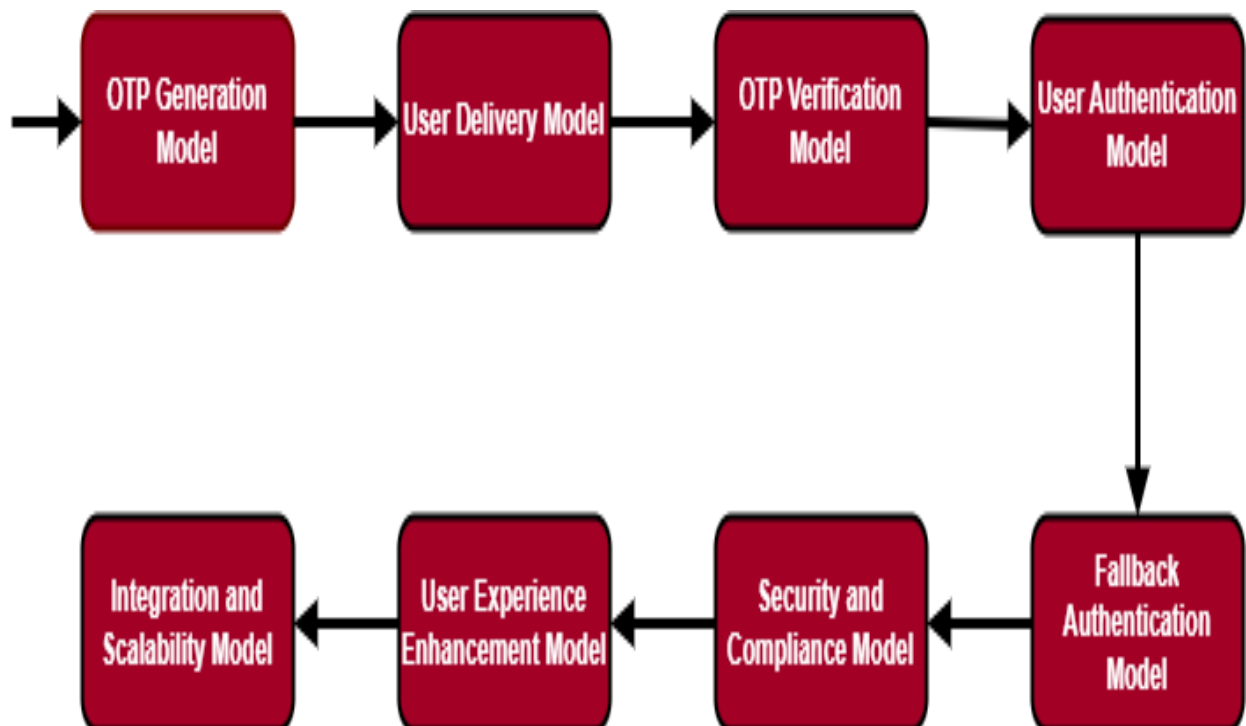 OTP Generation
Model
User Delivery Model
OTP Verification
Model
User Authentication
Model
Fallback
Authentication
Model
Security and
Compliance Model
User Experience
Enhancement Model
Integration and
Scalability Model